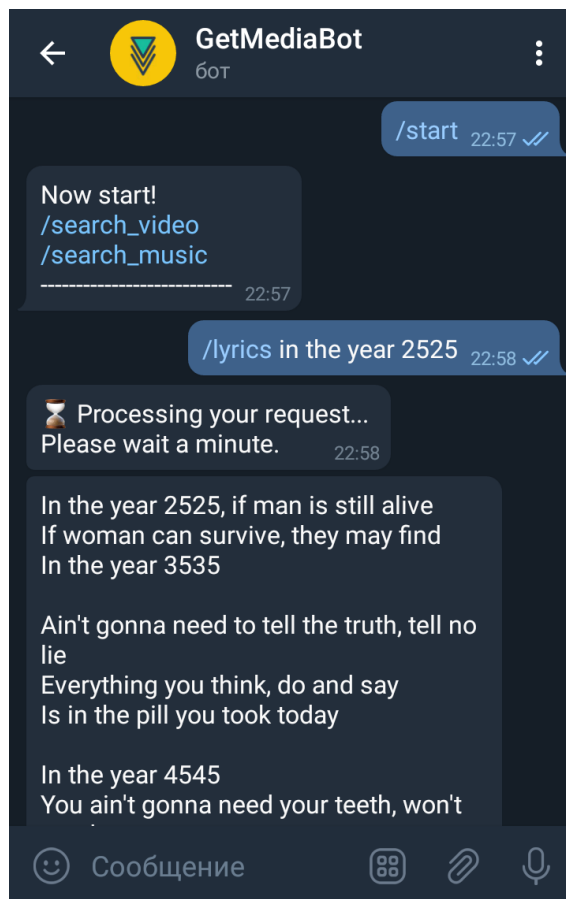 GetMediaBot
бот
/start 22:57
Now start!
/search_video
/search_music
--------------------------- 22:57
/lyrics in the year 2525 22:58
Processing your request...
Please wait a minute. 22:58
In the year 2525, if man is still alive
If woman can survive, they may find
In the year 3535
Ain't gonna need to tell the truth, tell no
lie
Everything you think, do and say
Is in the pill you took today
In the year 4545
You ain't gonna need your teeth, won't
Сообщение